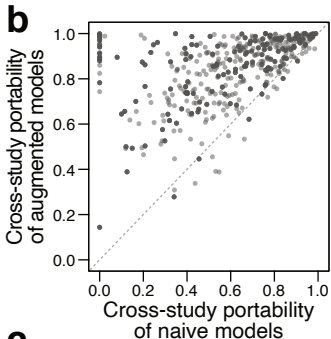 b
Cross-study portability
of augmented models
1.0
0.8
0.6
0.4
0.2
0.0
0.0 0.2 0.4 0.6 0.8 1.0
Cross-study portability
of naive models